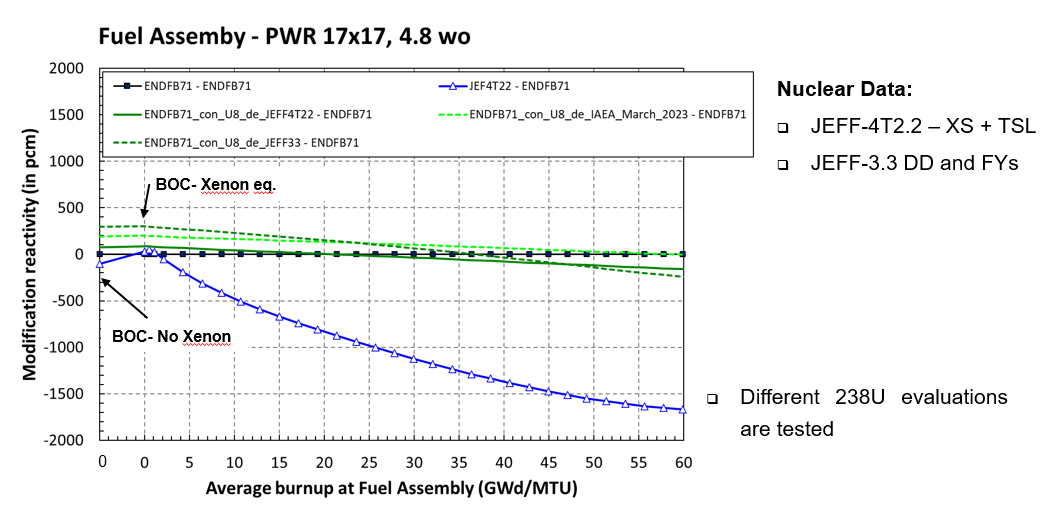 Fuel Assemby - PWR 17x17, 4.8 wo
2000
1500
1000
500
0
-500
-1000
-1500
-2000
Modification reactivity (in pcm)
ENDFB71 - ENDFB71
JEF4T22 - ENDFB71
ENDFB71_con_U8_de_JEFF4T22 - ENDFB71
ENDFB71_con_U8_de_IAEA_March_2023 - ENDFB71
ENDFB71_con_U8_de_JEFF33 - ENDFB71
BOC- Xenon eq.
BOC- No Xenon
0 0 5 10 15 20 25 30 35 40 45 50 55 60
Average burnup at Fuel Assembly (GWd/MTU)
Nuclear Data:
❑ JEFF-4T2.2 – XS + TSL
❑ JEFF-3.3 DD and FYs
❑ Different 238U evaluations
are tested